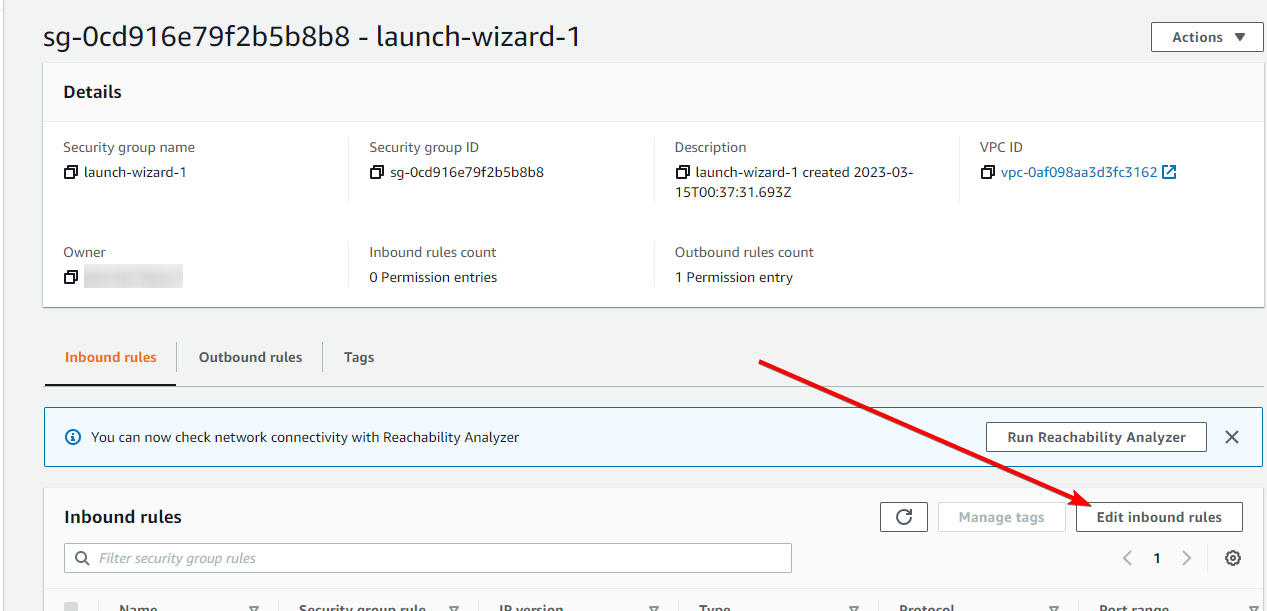 sg-0cd916e79f2b5b8b8 - launch-wizard-1
Actions
Details
Security group name
launch-wizard-1
Security group ID
sg-0cd916e79f2b5b8b8
Description
launch-wizard-1 created 2023-03-
15T00:37:31.693Z
VPC ID
vpc-0af098aa3d3fc3162
Owner
Inbound rules count
0 Permission entries
Outbound rules count
1 Permission entry
Inbound rules
Outbound rules
Tags
You can now check network connectivity with Reachability Analyzer
Run Reachability Analyzer
Inbound rules
Manage tags
Edit inbound rules
Filter security group rules
1
Name
Security group rule
IP version
Type
Protocol
Port range